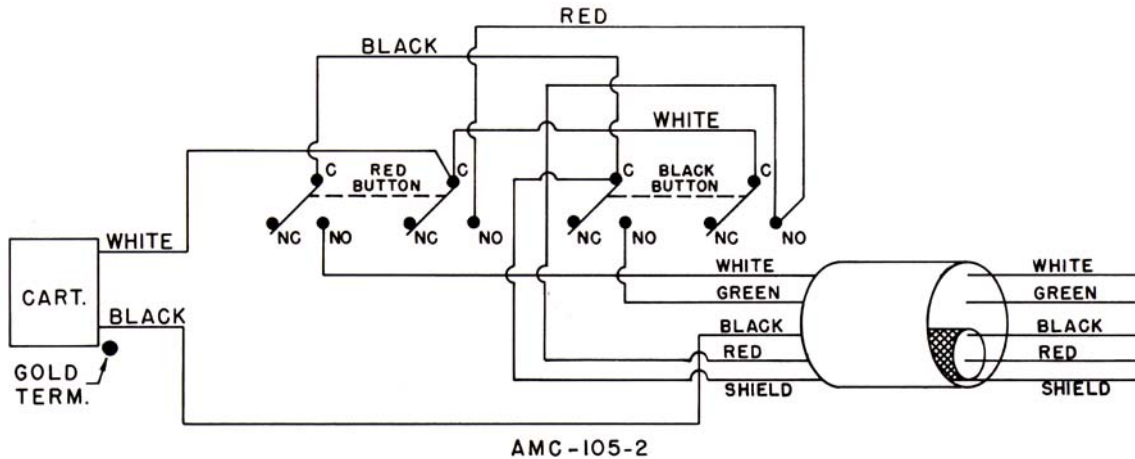 RED
BLACK
WHITE
C
RED
BUTTON
C
C
BLACK
BUTTON
C
NC
NO
NC
NO
NC
NO
NC
NO
WHITE
CART.
BLACK
GOLD
TERM.
WHITE
GREEN
BLACK
RED
SHIELD
WHITE
GREEN
BLACK
RED
SHIELD
AMC-105-2